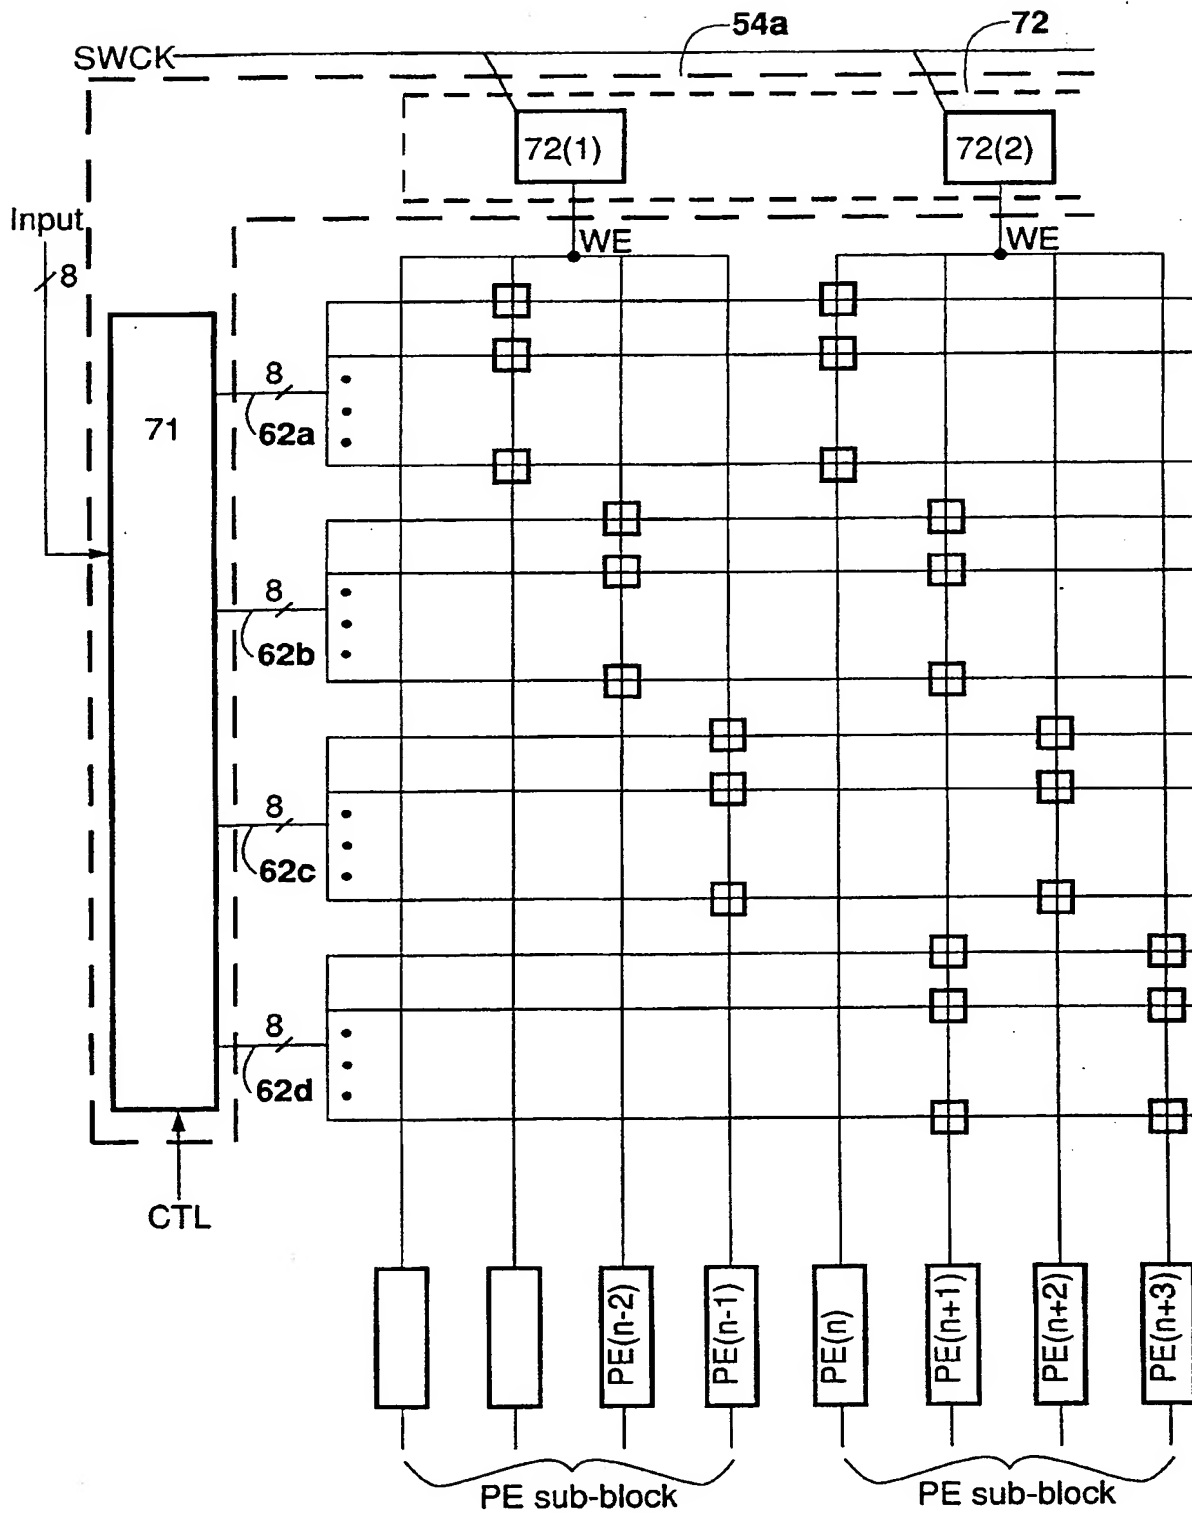 54a
72
SWCK
72(1)
72(2)
Input
8
WE
WE
8
71
62a
8
62b
8
62c
8
62d
CTL
PE(n-2)
PE(n-1)
PE(n)
PE(n+1)
PE(n+2)
PE(n+3)
PE sub-block
PE sub-block